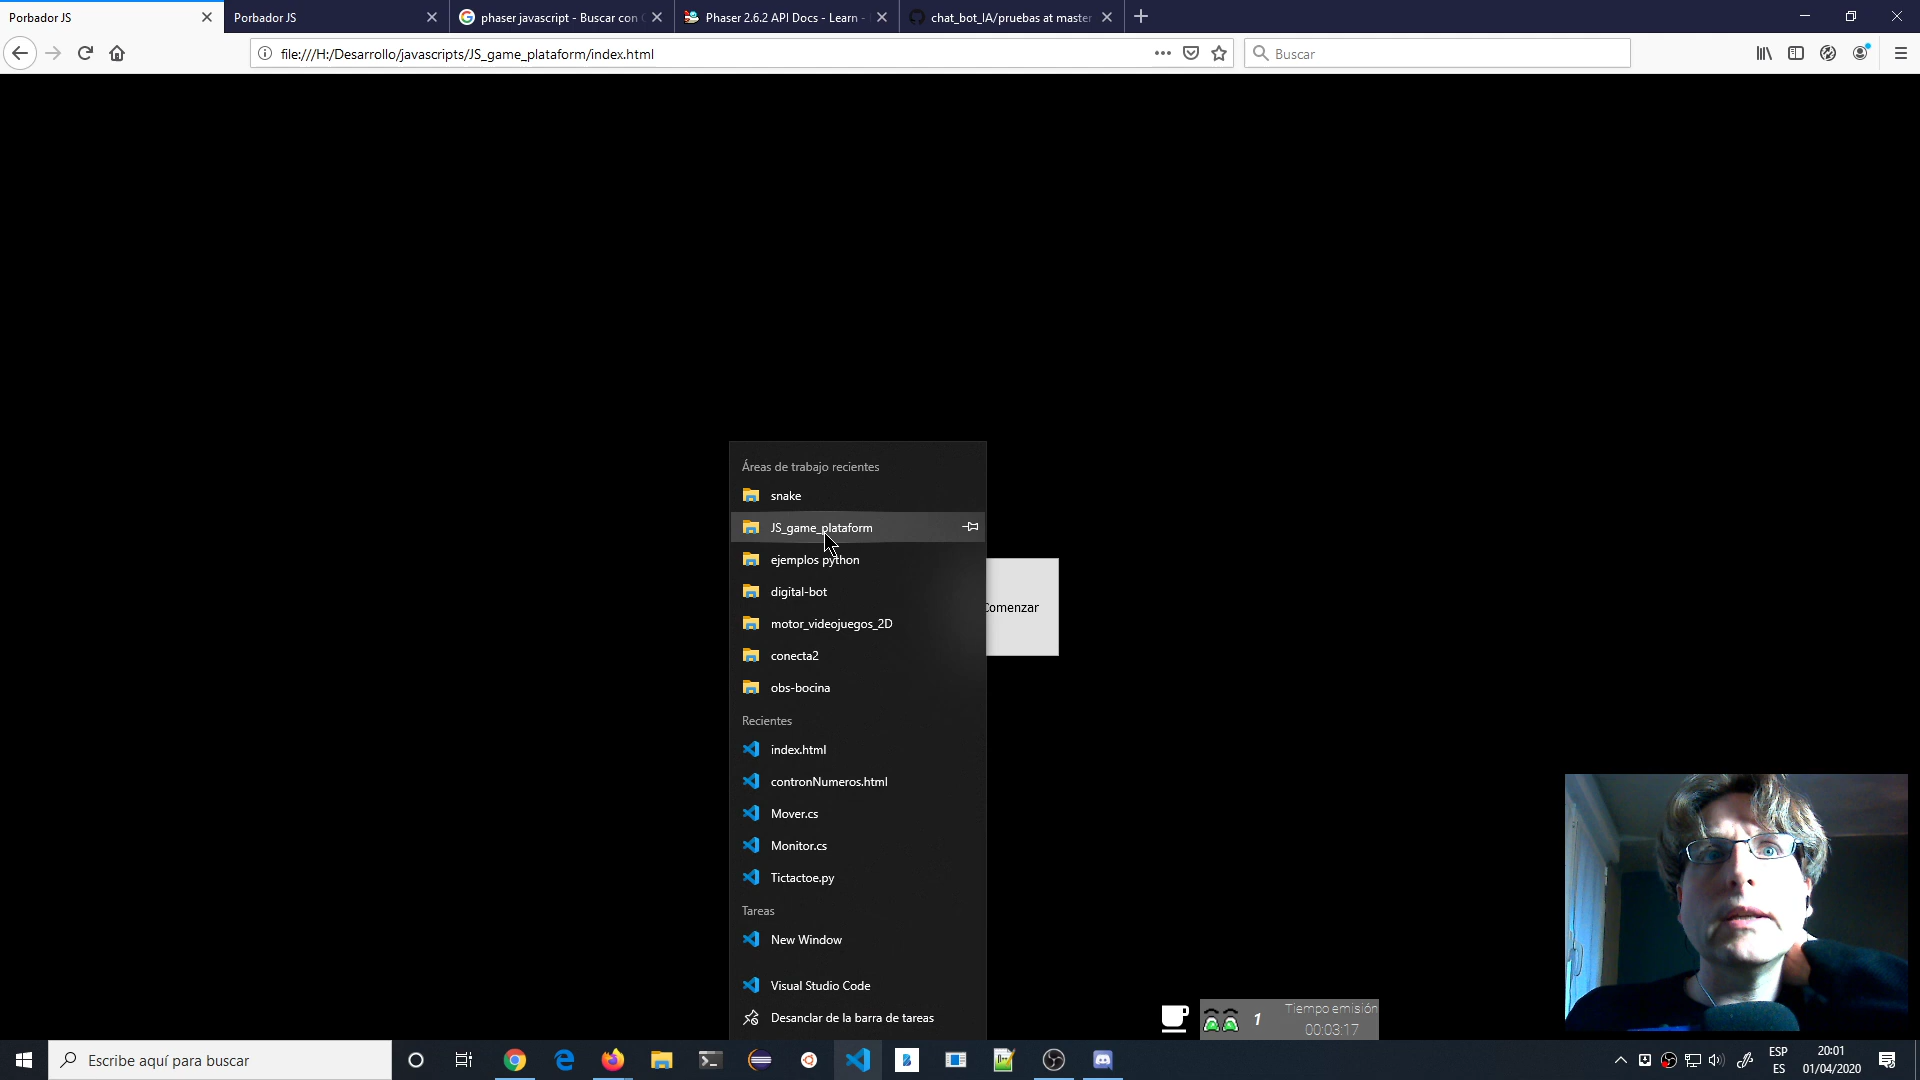 Porbador JS
Porbador JS
phaser javascript - Buscar con
Phaser 2.6.2 API Docs - Learn -
chat_bot_IA/pruebas at master
file:///H:/Desarrollo/javascripts/JS_game_plataform/index.html
Buscar
Áreas de trabajo recientes
snake
JS_game_plataform
ejemplos python
digital-bot
Comenzar
motor_videojuegos_2D
conecta2
obs-bocina
Recientes
index.html
contronNumeros.html
Mover.cs
Monitor.cs
Tictactoe.py
Tareas
New Window
Visual Studio Code
Desanclar de la barra de tareas
1
Tiempo emisión
00:03:17
Escribe aquí para buscar
ESP
ES
20:01
01/04/2020